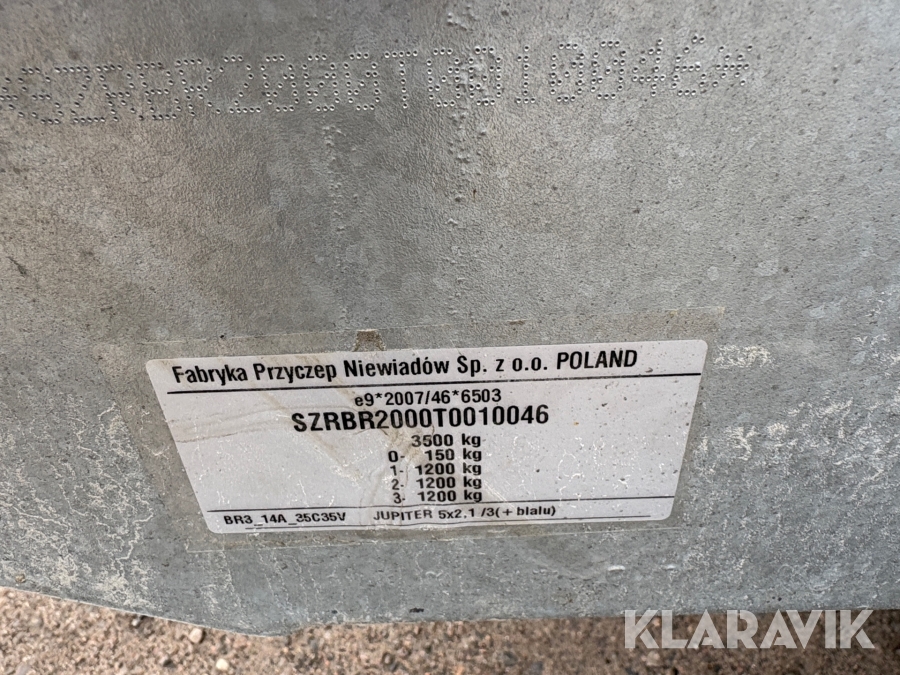 *SZRBR2000T0010046*
Fabryka Przyczep Niewiadów Sp. z o.o. POLAND
e9*2007/46*6503
SZRBR2000T0010046
3500 kg
0- 150 kg
1- 1200 kg
2- 1200 kg
3- 1200 kg
BR3_14A_35C35V JUPITER 5x2,1 /3(+blalu)
KLARAVIK